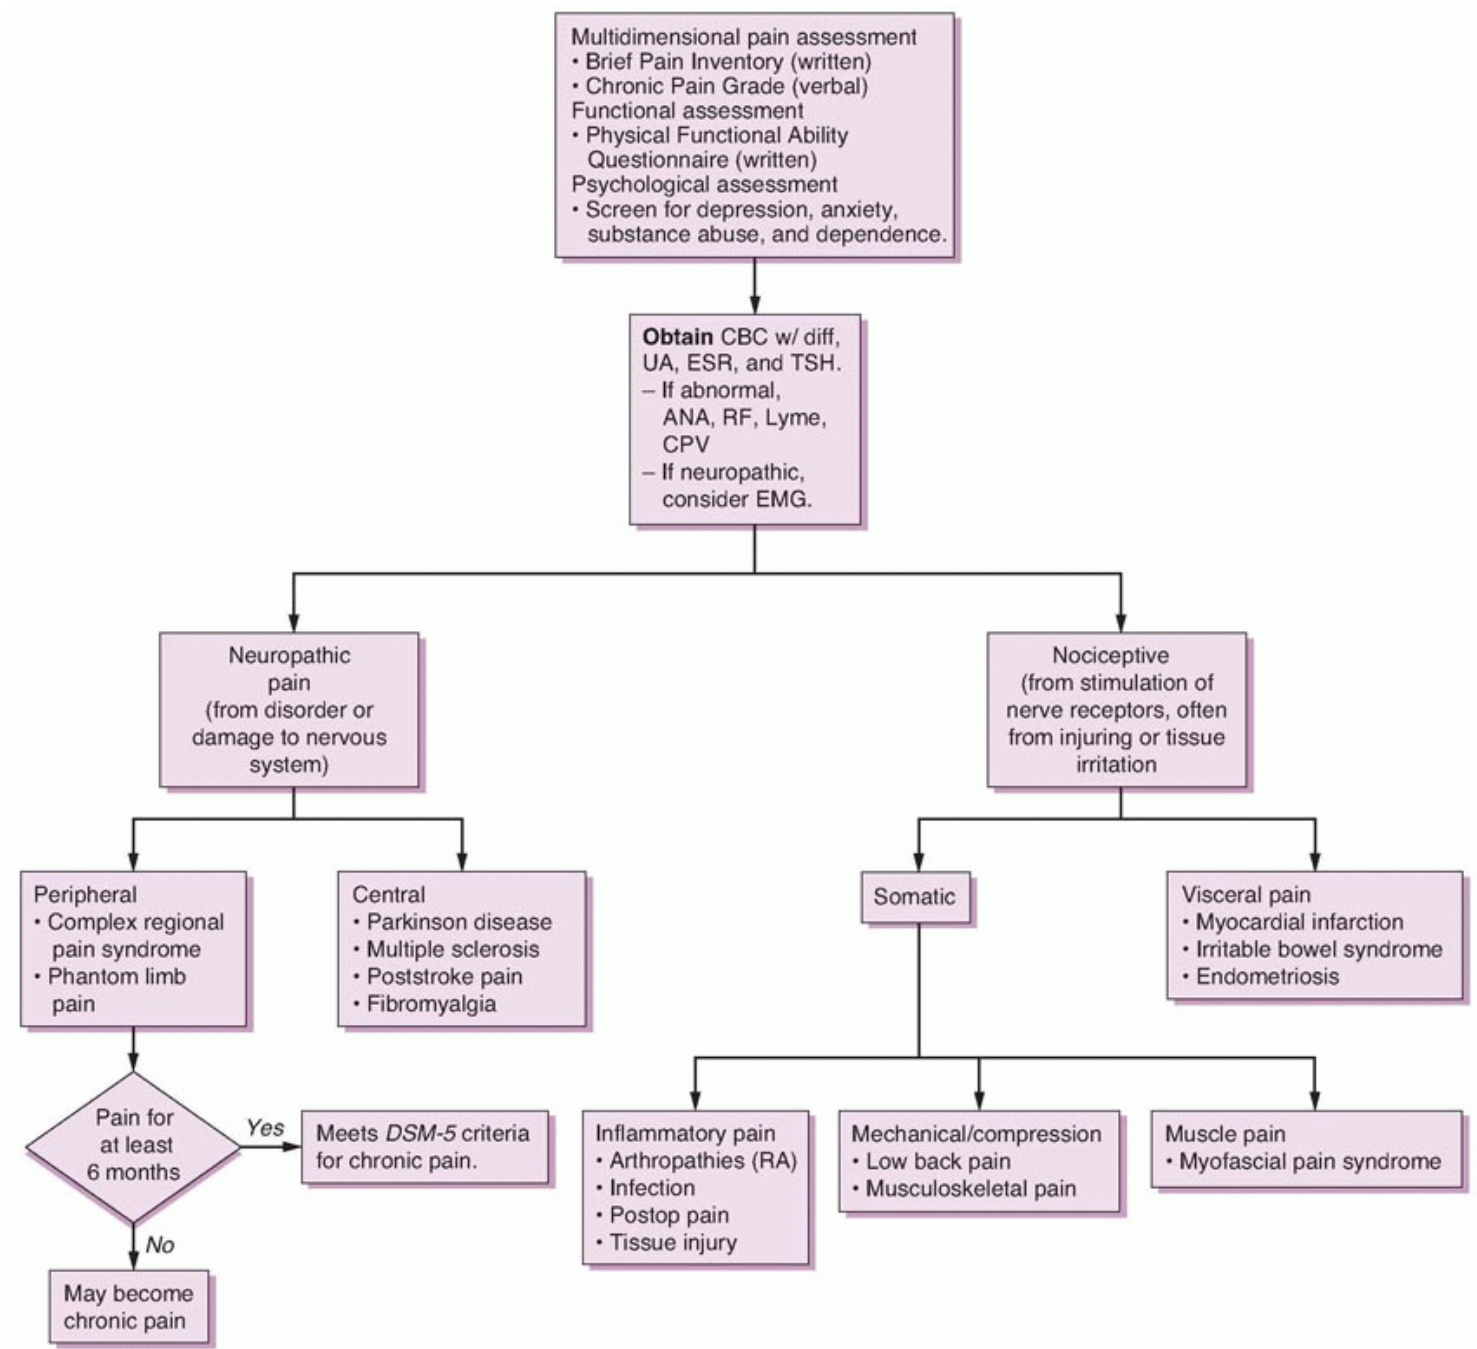 Multidimensional pain assessment
• Brief Pain Inventory (written)
• Chronic Pain Grade (verbal)
Functional assessment
• Physical Functional Ability
Questionnaire (written)
Psychological assessment
• Screen for depression, anxiety,
substance abuse, and dependence.
Obtain CBC w/ diff,
UA, ESR, and TSH.
– If abnormal,
ANA, RF, Lyme,
CPV
– If neuropathic,
consider EMG.
Neuropathic
pain
(from disorder or
damage to nervous
system)
Nociceptive
(from stimulation of
nerve receptors, often
from injuring or tissue
irritation
Peripheral
• Complex regional
pain syndrome
• Phantom limb
pain
Central
• Parkinson disease
• Multiple sclerosis
• Poststroke pain
• Fibromyalgia
Somatic
Visceral pain
• Myocardial infarction
• Irritable bowel syndrome
• Endometriosis
Pain for
at least
6 months
Yes
Meets DSM-5 criteria
for chronic pain.
No
May become
chronic pain
Inflammatory pain
• Arthropathies (RA)
• Infection
• Postop pain
• Tissue injury
Mechanical/compression
• Low back pain
• Musculoskeletal pain
Muscle pain
• Myofascial pain syndrome